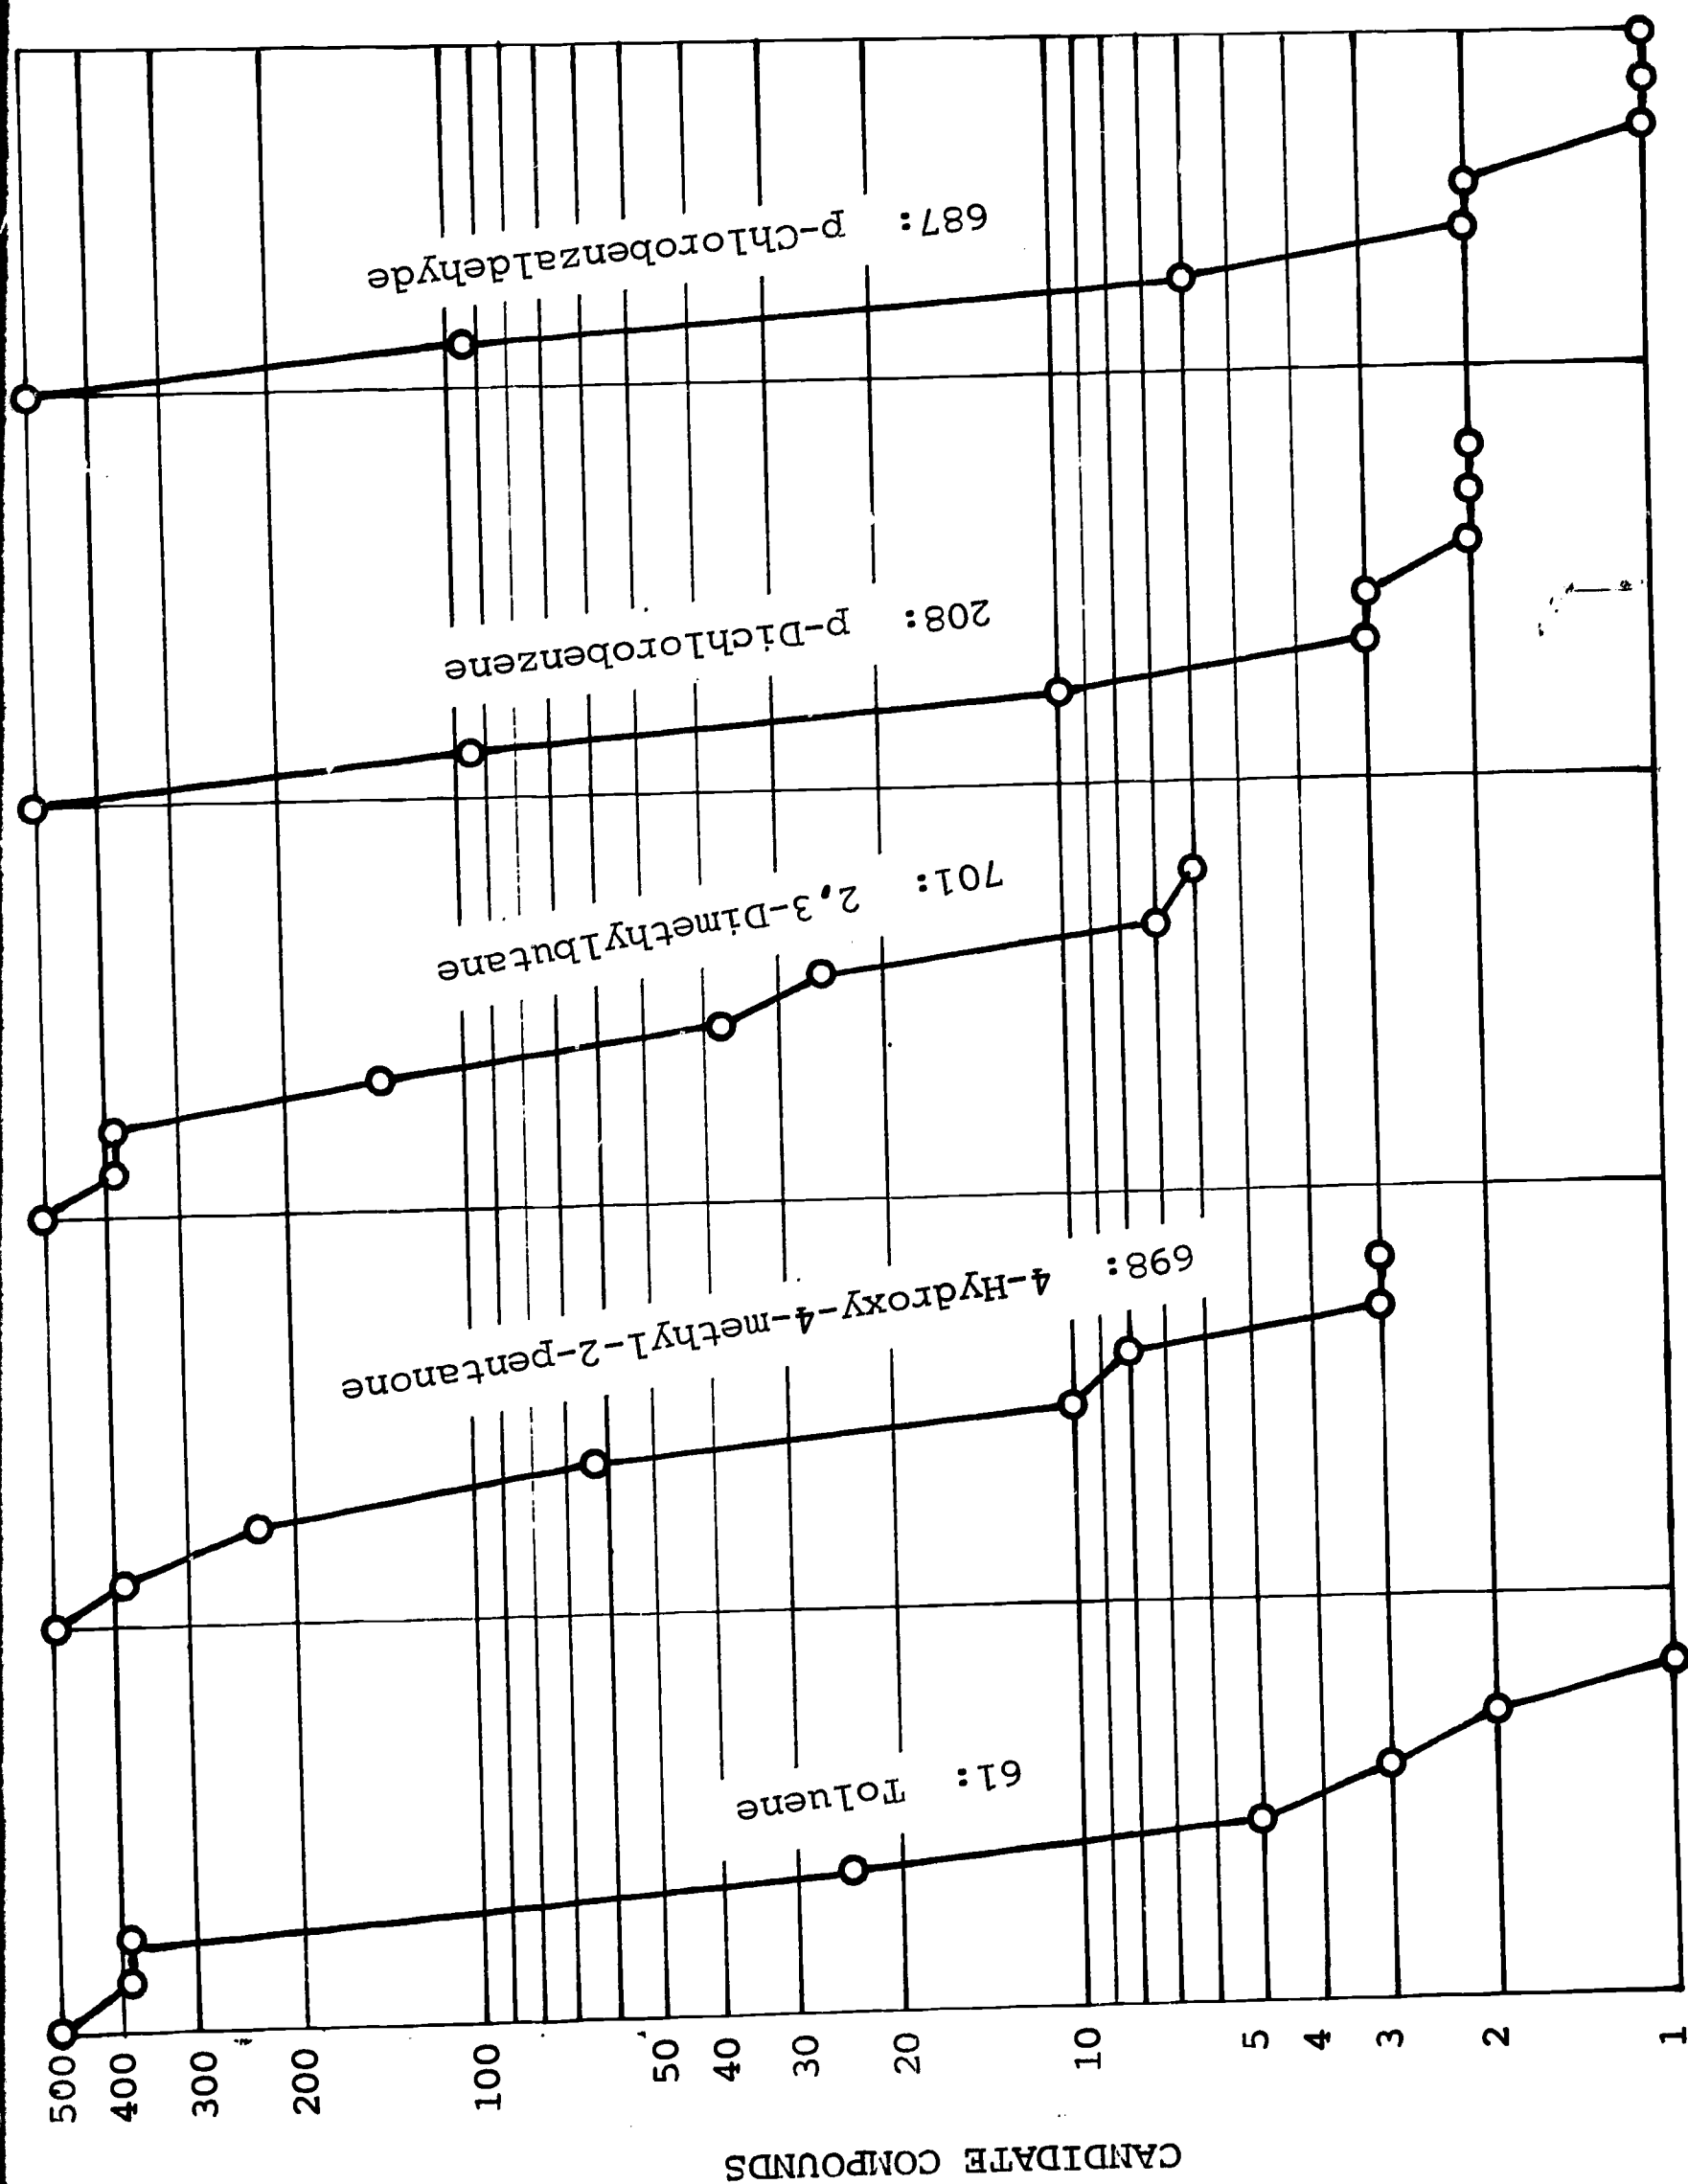 CANDIDATE COMPOUNDS
500
400
300
200
100
50
40
30
20
10
5
4
3
2
1
61: Toluene
698: 4-Hydroxy-4-methyl-2-pentanone
701: 2,3-Dimethylbutane
208: p-Dichlorobenzene
687: p-Chlorobenzaldehyde